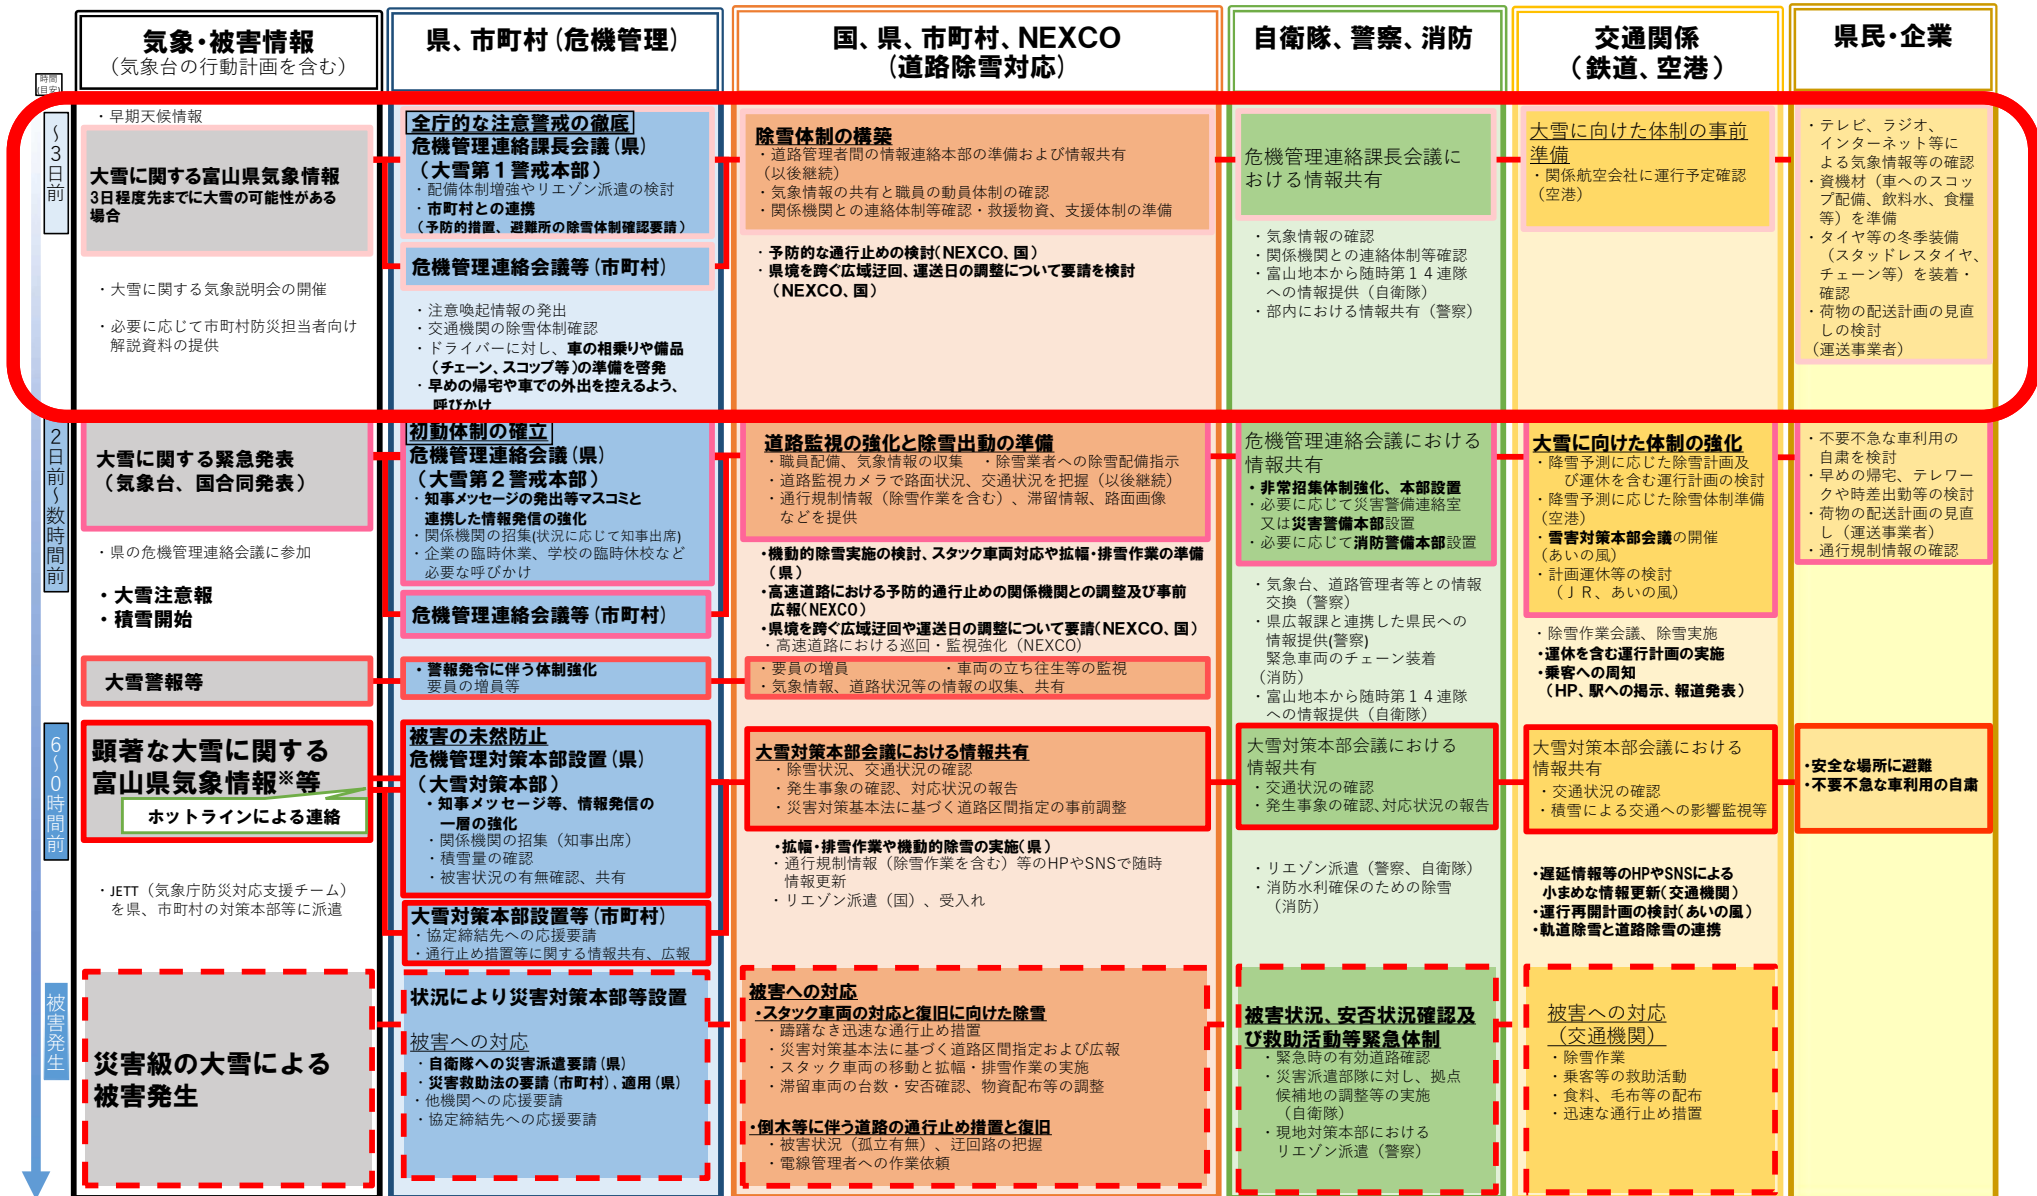 気象・被害情報
(気象台の行動計画を含む)
県、市町村(危機管理)
国、県、市町村、NEXCO
(道路除雪対応)
自衛隊、警察、消防
交通関係
(鉄道、空港)
県民・企業
時間
(目安)
～3日前
・早期天候情報
大雪に関する富山県気象情報
3日程度先までに大雪の可能性がある
場合
・大雪に関する気象説明会の開催
・必要に応じて市町村防災担当者向け
解説資料の提供
全庁的な注意警戒の徹底
危機管理連絡課長会議(県)
(大雪第1警戒本部)
・配備体制増強やリエゾン派遣の検討
・市町村との連携
(予防的措置、避難所の除雪体制確認要請)
危機管理連絡会議等(市町村)
・注意喚起情報の発出
・交通機関の除雪体制確認
・ドライバーに対し、車の相乗りや備品
(チェーン、スコップ等)の準備を啓発
・早めの帰宅や車での外出を控えるよう、
呼びかけ
除雪体制の構築
・道路管理者間の情報連絡本部の準備および情報共有
(以後継続)
・気象情報の共有と職員の動員体制の確認
・関係機関との連絡体制等確認・救援物資、支援体制の準備
・予防的な通行止めの検討(NEXCO、国)
・県境を跨ぐ広域迂回、運送日の調整について要請を検討
(NEXCO、国)
危機管理連絡課長会議に
おける情報共有
・気象情報の確認
・関係機関との連絡体制等確認
・富山地本から随時第14連隊
への情報提供（自衛隊）
・部内における情報共有（警察）
大雪に向けた体制の事前
準備
・関係航空会社に運行予定確認
(空港)
・テレビ、ラジオ、
インターネット等に
よる気象情報等の確認
・資機材（車へのスコッ
プ配備、飲料水、食糧
等）を準備
・タイヤ等の冬季装備
（スタッドレスタイヤ、
チェーン等）を装着・
確認
・荷物の配送計画の見直
しの検討
(運送事業者)
2日前～数時間前
大雪に関する緊急発表
(気象台、国合同発表)
・県の危機管理連絡会議に参加
・大雪注意報
・積雪開始
大雪警報等
初動体制の確立
危機管理連絡会議(県)
(大雪第2警戒本部)
・知事メッセージの発出等マスコミと
連携した情報発信の強化
・関係機関の招集(状況に応じて知事出席)
・企業の臨時休業、学校の臨時休校など
必要な呼びかけ
危機管理連絡会議等(市町村)
・警報発令に伴う体制強化
要員の増員等
道路監視の強化と除雪出動の準備
・職員配備、気象情報の収集　・除雪業者への除雪配備指示
・道路監視カメラで路面状況、交通状況を把握（以後継続）
・通行規制情報（除雪作業を含む）、滞留情報、路面画像
などを提供
・機動的除雪実施の検討、スタック車両対応や拡幅・排雪作業の準備
(県)
・高速道路における予防的通行止めの関係機関との調整及び事前
広報(NEXCO)
・県境を跨ぐ広域迂回や運送日の調整について要請(NEXCO、国)
・高速道路における巡回・監視強化（NEXCO）
・要員の増員　・車両の立ち往生等の監視
・気象情報、道路状況等の情報の収集、共有
危機管理連絡会議における
情報共有
・非常招集体制強化、本部設置
・必要に応じて災害警備連絡室
又は災害警備本部設置
・必要に応じて消防警備本部設置
・気象台、道路管理者等との情報
交換（警察）
・県広報課と連携した県民への
情報提供(警察)
緊急車両のチェーン装着
(消防)
・富山地本から随時第14連隊
への情報提供（自衛隊）
大雪に向けた体制の強化
・降雪予測に応じた除雪計画及
び運休を含む運行計画の検討
・降雪予測に応じた除雪体制準備
(空港)
・雪害対策本部会議の開催
(あいの風)
・計画運休等の検討
（ＪＲ、あいの風）
・除雪作業会議、除雪実施
・運休を含む運行計画の実施
・乗客への周知
(HP、駅への掲示、報道発表)
・不要不急な車利用の
自粛を検討
・早めの帰宅、テレワー
クや時差出勤等の検討
・荷物の配送計画の見直
し（運送事業者）
・通行規制情報の確認
6～0時間前
顕著な大雪に関する
富山県気象情報※等
ホットラインによる連絡
・JETT（気象庁防災対応支援チーム）
を県、市町村の対策本部等に派遣
被害の未然防止
危機管理対策本部設置(県)
(大雪対策本部)
・知事メッセージ等、情報発信の
一層の強化
・関係機関の招集（知事出席）
・積雪量の確認
・被害状況の有無確認、共有
大雪対策本部設置等(市町村)
・協定締結先への応援要請
・通行止め措置等に関する情報共有、広報
大雪対策本部会議における情報共有
・除雪状況、交通状況の確認
・発生事象の確認、対応状況の報告
・災害対策基本法に基づく道路区間指定の事前調整
・拡幅・排雪作業や機動的除雪の実施(県)
・通行規制情報（除雪作業を含む）等のHPやSNSで随時
情報更新
・リエゾン派遣（国）、受入れ
大雪対策本部会議における
情報共有
・交通状況の確認
・発生事象の確認、対応状況の報告
・リエゾン派遣（警察、自衛隊）
・消防水利確保のための除雪
(消防)
大雪対策本部会議における
情報共有
・交通状況の確認
・積雪による交通への影響監視等
・遅延情報等のHPやSNSによる
小まめな情報更新(交通機関)
・運行再開計画の検討(あいの風)
・軌道除雪と道路除雪の連携
・安全な場所に避難
・不要不急な車利用の自粛
被害発生
災害級の大雪による
被害発生
状況により災害対策本部等設置
被害への対応
・自衛隊への災害派遣要請(県)
・災害救助法の要請(市町村)、適用(県)
・他機関への応援要請
・協定締結先への応援要請
被害への対応
・スタック車両の対応と復旧に向けた除雪
・躊躇なき迅速な通行止め措置
・災害対策基本法に基づく道路区間指定および広報
・スタック車両の移動と拡幅・排雪作業の実施
・滞留車両の台数・安否確認、物資配布等の調整
・倒木等に伴う道路の通行止め措置と復旧
・被害状況（孤立有無）、迂回路の把握
・電線管理者への作業依頼
被害状況、安否状況確認及
び救助活動等緊急体制
・緊急時の有効道路確認
・災害派遣部隊に対し、拠点
候補地の調整等の実施
（自衛隊）
・現地対策本部における
リエゾン派遣（警察）
被害への対応
(交通機関)
・除雪作業
・乗客等の救助活動
・食料、毛布等の配布
・迅速な通行止め措置